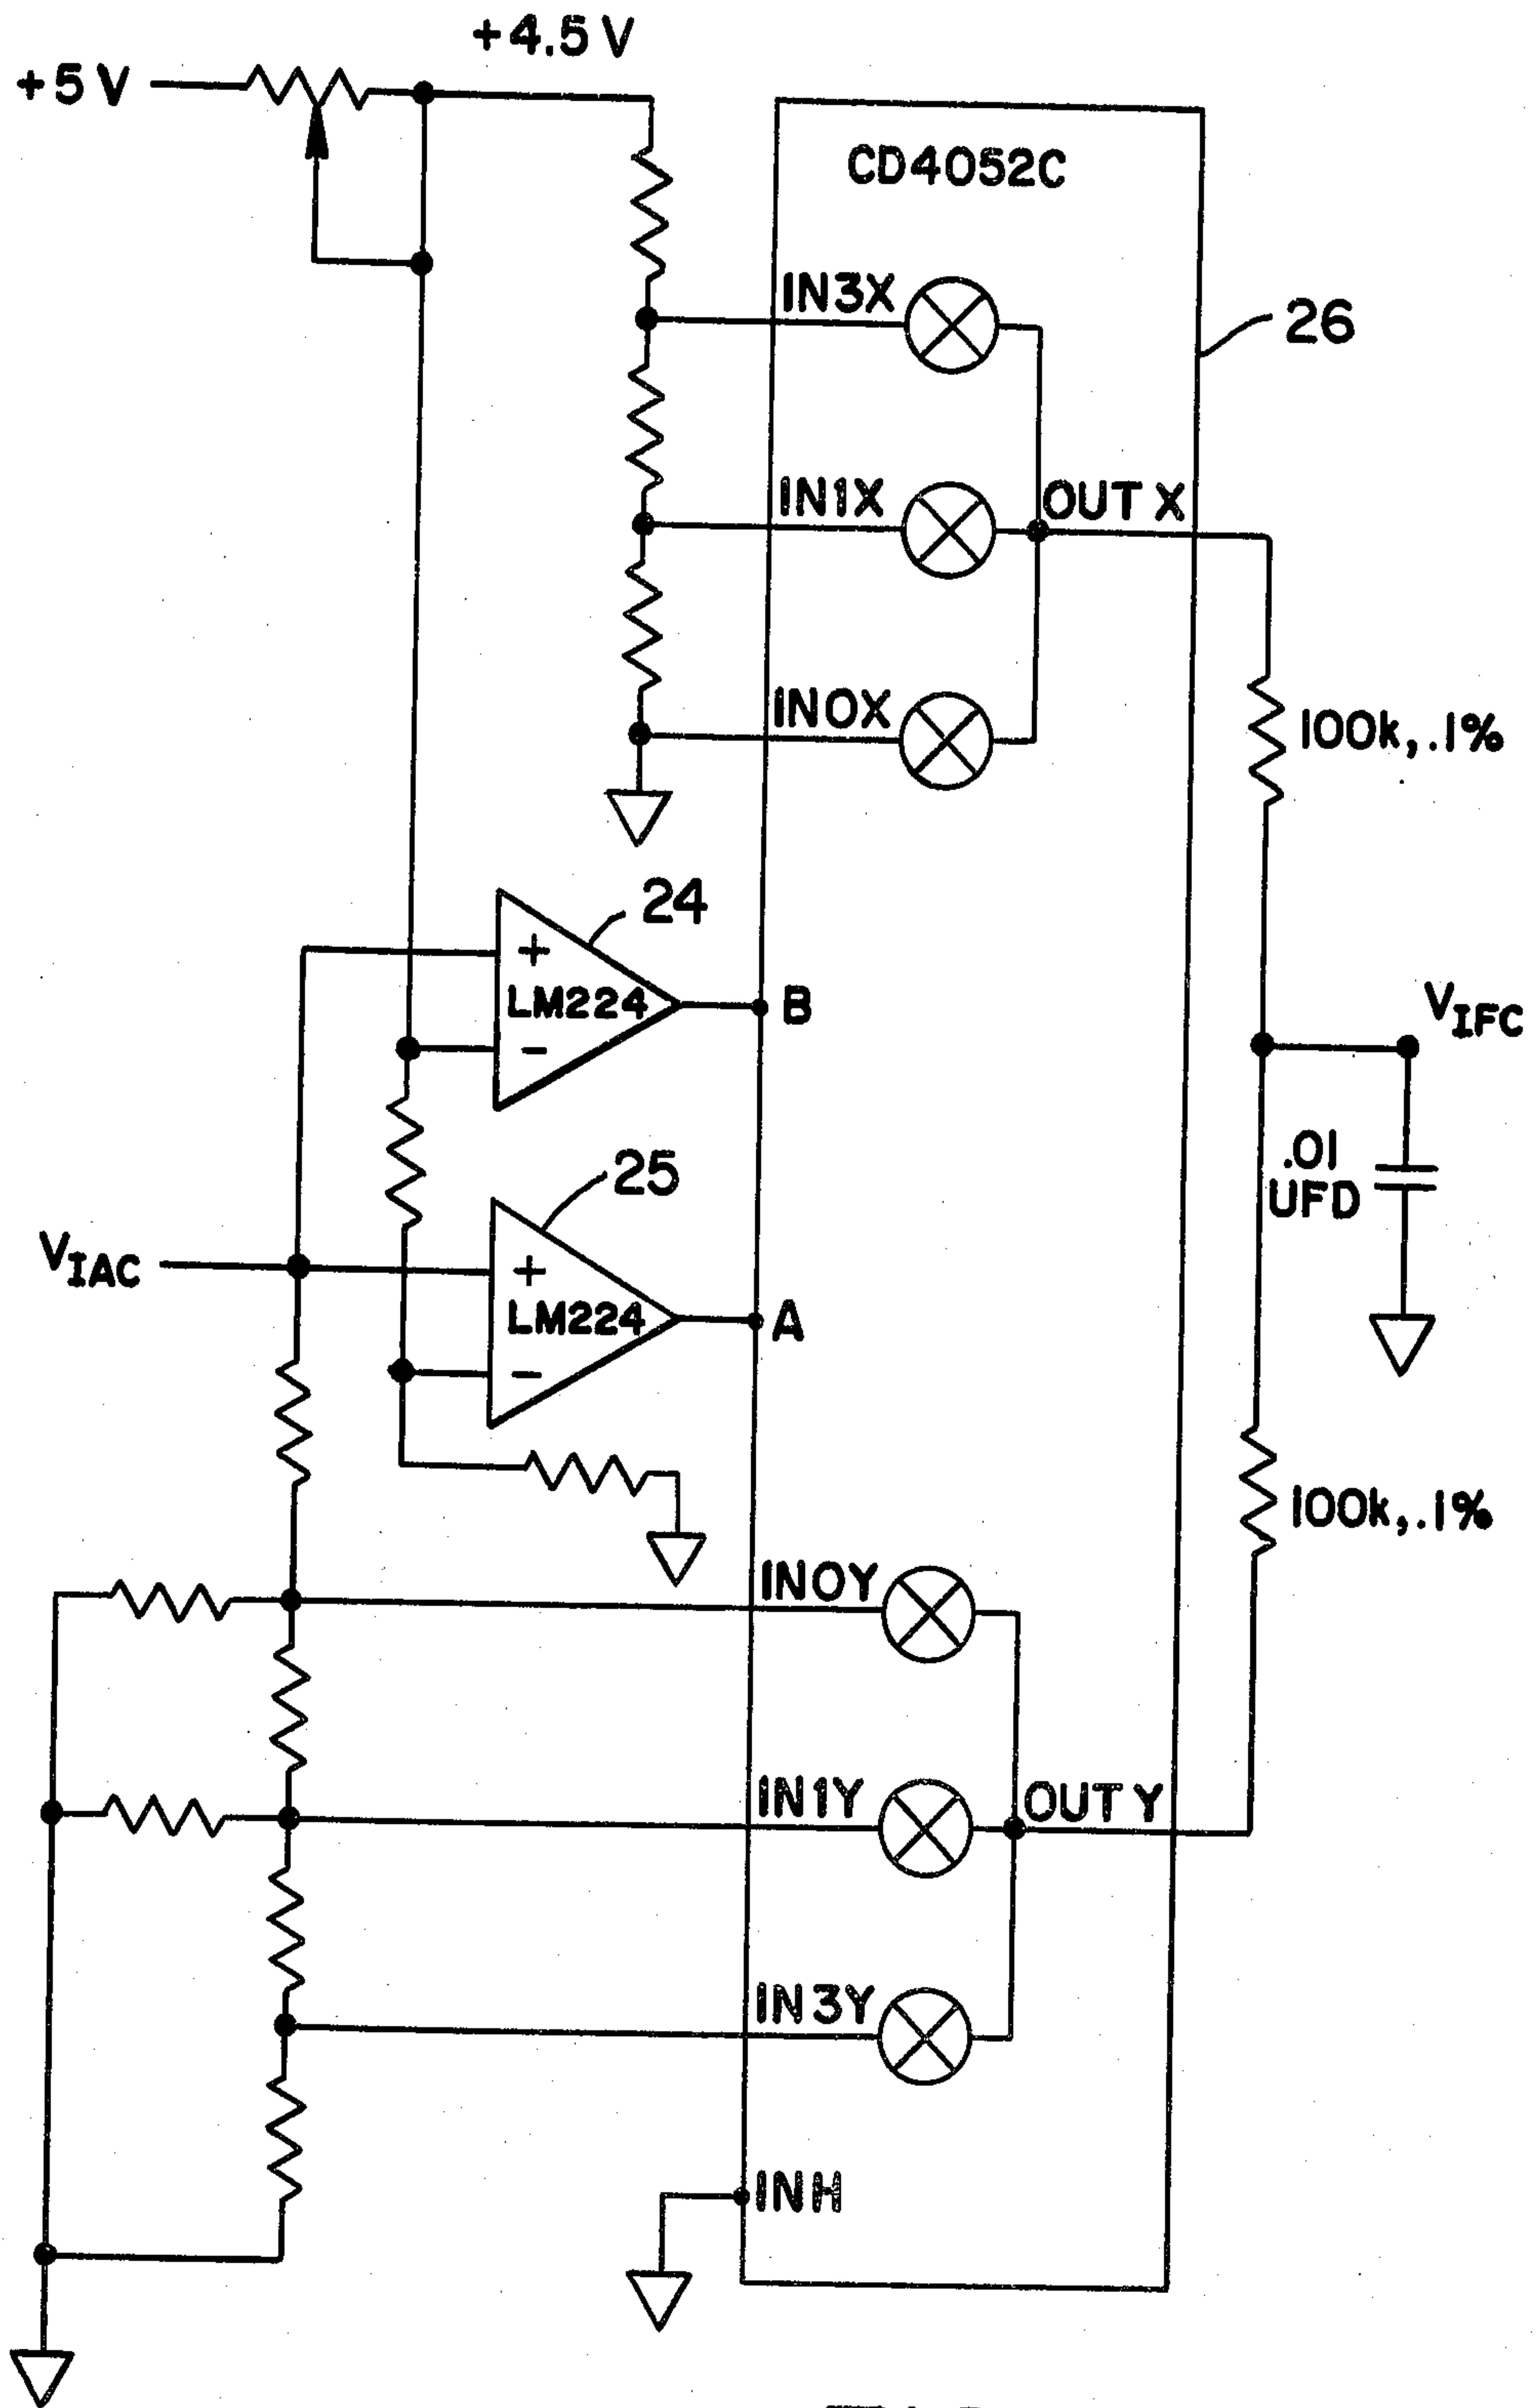 +4.5 V
+5 V
CD4052C
IN3X
26
IN1X
OUT X
IN0X
100k, .1%
24
+
LM224
-
B
VIFC
.01
UFD
25
VIAC
+
LM224
-
A
100k, .1%
IN0Y
IN1Y
OUT Y
IN3Y
INH